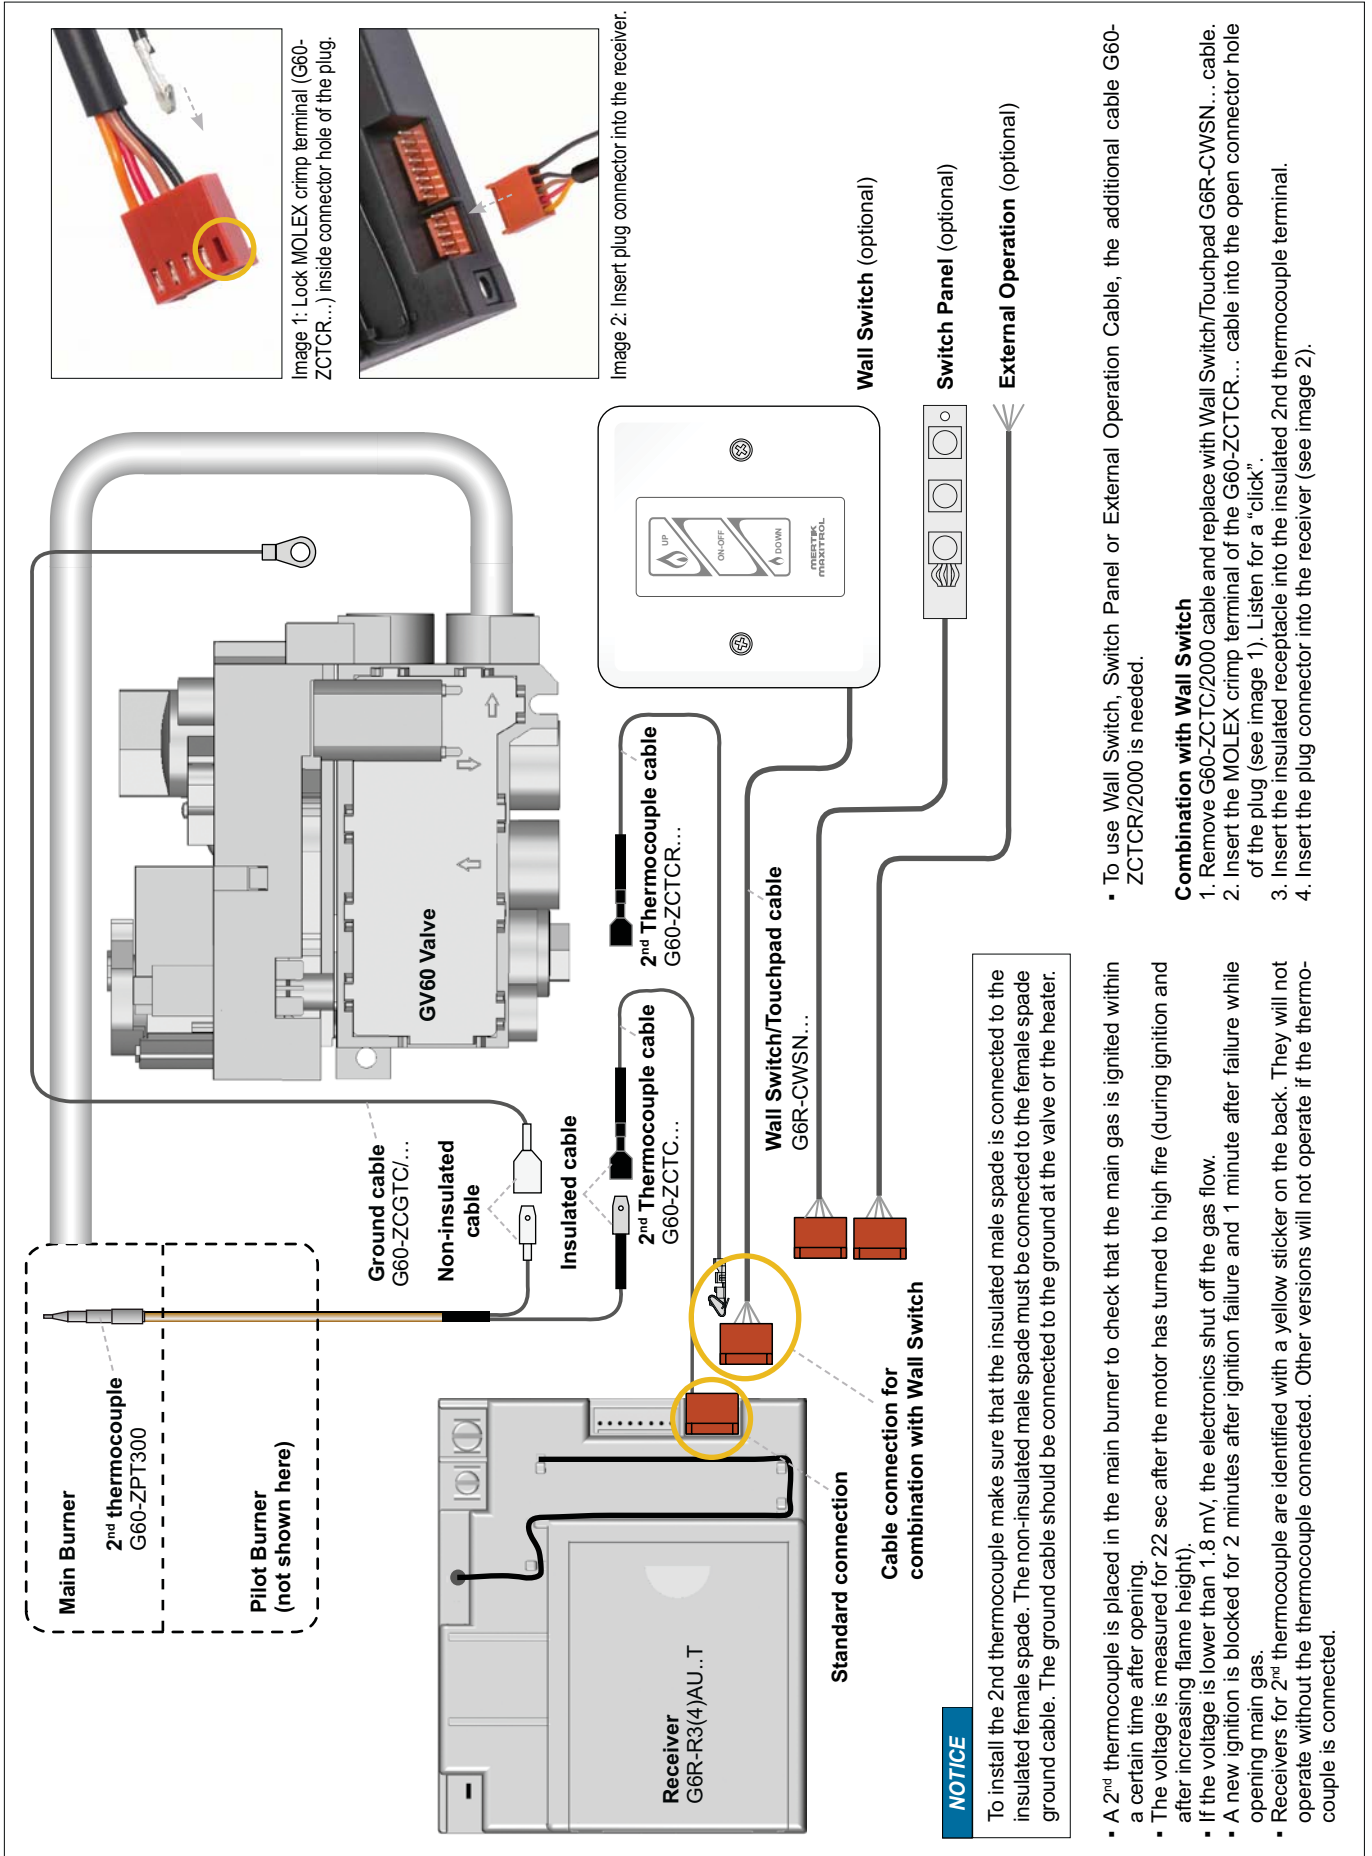 Main Burner
2nd thermocouple
G60-ZPT300
Pilot Burner
(not shown here)
Ground cable
G60-ZCGTC/…
Non-insulated
cable
Insulated cable
2nd Thermocouple cable
G60-ZCTC…
GV60 Valve
2nd Thermocouple cable
G60-ZCTCR…
Wall Switch/Touchpad cable
G6R-CWSN…
Image 1: Lock MOLEX crimp terminal (G60-
ZCTCR…) inside connector hole of the plug.
Image 2: Insert plug connector into the receiver.
UP
ON-OFF
DOWN
MERTIK
MAXITROL
Wall Switch (optional)
Switch Panel (optional)
External Operation (optional)
Receiver
G6R-R3(4)AU..T
Standard connection
Cable connection for
combination with Wall Switch
NOTICE
To install the 2nd thermocouple make sure that the insulated male spade is connected to the
insulated female spade. The non-insulated male spade must be connected to the female spade
ground cable. The ground cable should be connected to the ground at the valve or the heater.
▪ A 2nd thermocouple is placed in the main burner to check that the main gas is ignited within
a certain time after opening.
▪ The voltage is measured for 22 sec after the motor has turned to high fire (during ignition and
after increasing flame height).
▪ If the voltage is lower than 1.8 mV, the electronics shut off the gas flow.
▪ A new ignition is blocked for 2 minutes after ignition failure and 1 minute after failure while
opening main gas.
▪ Receivers for 2nd thermocouple are identified with a yellow sticker on the back. They will not
operate without the thermocouple connected. Other versions will not operate if the thermo-
couple is connected.
▪ To use Wall Switch, Switch Panel or External Operation Cable, the additional cable G60-
ZCTCR/2000 is needed.
Combination with Wall Switch
1. Remove G60-ZCTC/2000 cable and replace with Wall Switch/Touchpad G6R-CWSN… cable.
2. Insert the MOLEX crimp terminal of the G60-ZCTCR… cable into the open connector hole
of the plug (see image 1). Listen for a “click”.
3. Insert the insulated receptacle into the insulated 2nd thermocouple terminal.
4. Insert the plug connector into the receiver (see image 2).